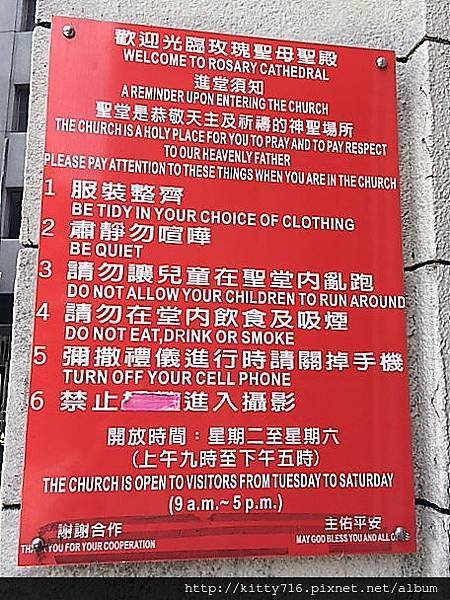 歡迎光臨玫瑰聖母聖殿
WELCOME TO ROSARY CATHEDRAL
進堂須知
A REMINDER UPON ENTERING THE CHURCH
聖堂是恭敬天主及祈禱的神聖場所
THE CHURCH IS A HOLY PLACE FOR YOU TO PRAY AND TO PAY RESPECT
TO OUR HEAVENLY FATHER
PLEASE PAY ATTENTION TO THESE THINGS WHEN YOU ARE IN THE CHURCH
1 服裝整齊
BE TIDY IN YOUR CHOICE OF CLOTHING
2 肅靜勿喧嘩
BE QUIET
3 請勿讓兒童在聖堂內亂跑
DO NOT ALLOW YOUR CHILDREN TO RUN AROUND
4 請勿在堂內飲食及吸煙
DO NOT EAT,DRINK OR SMOKE
5 彌撒禮儀進行時請關掉手機
TURN OFF YOUR CELL PHONE
6 禁止進入攝影
開放時間：星期二至星期六
(上午九時至下午五時)
THE CHURCH IS OPEN TO VISITORS FROM TUESDAY TO SATURDAY
(9 a.m.~ 5 p.m.)
謝謝合作 主佑平安
THANK YOU FOR YOUR COOPERATION MAY GOD BLESS YOU AND ALL
http://kitty716.pixnet.net/album